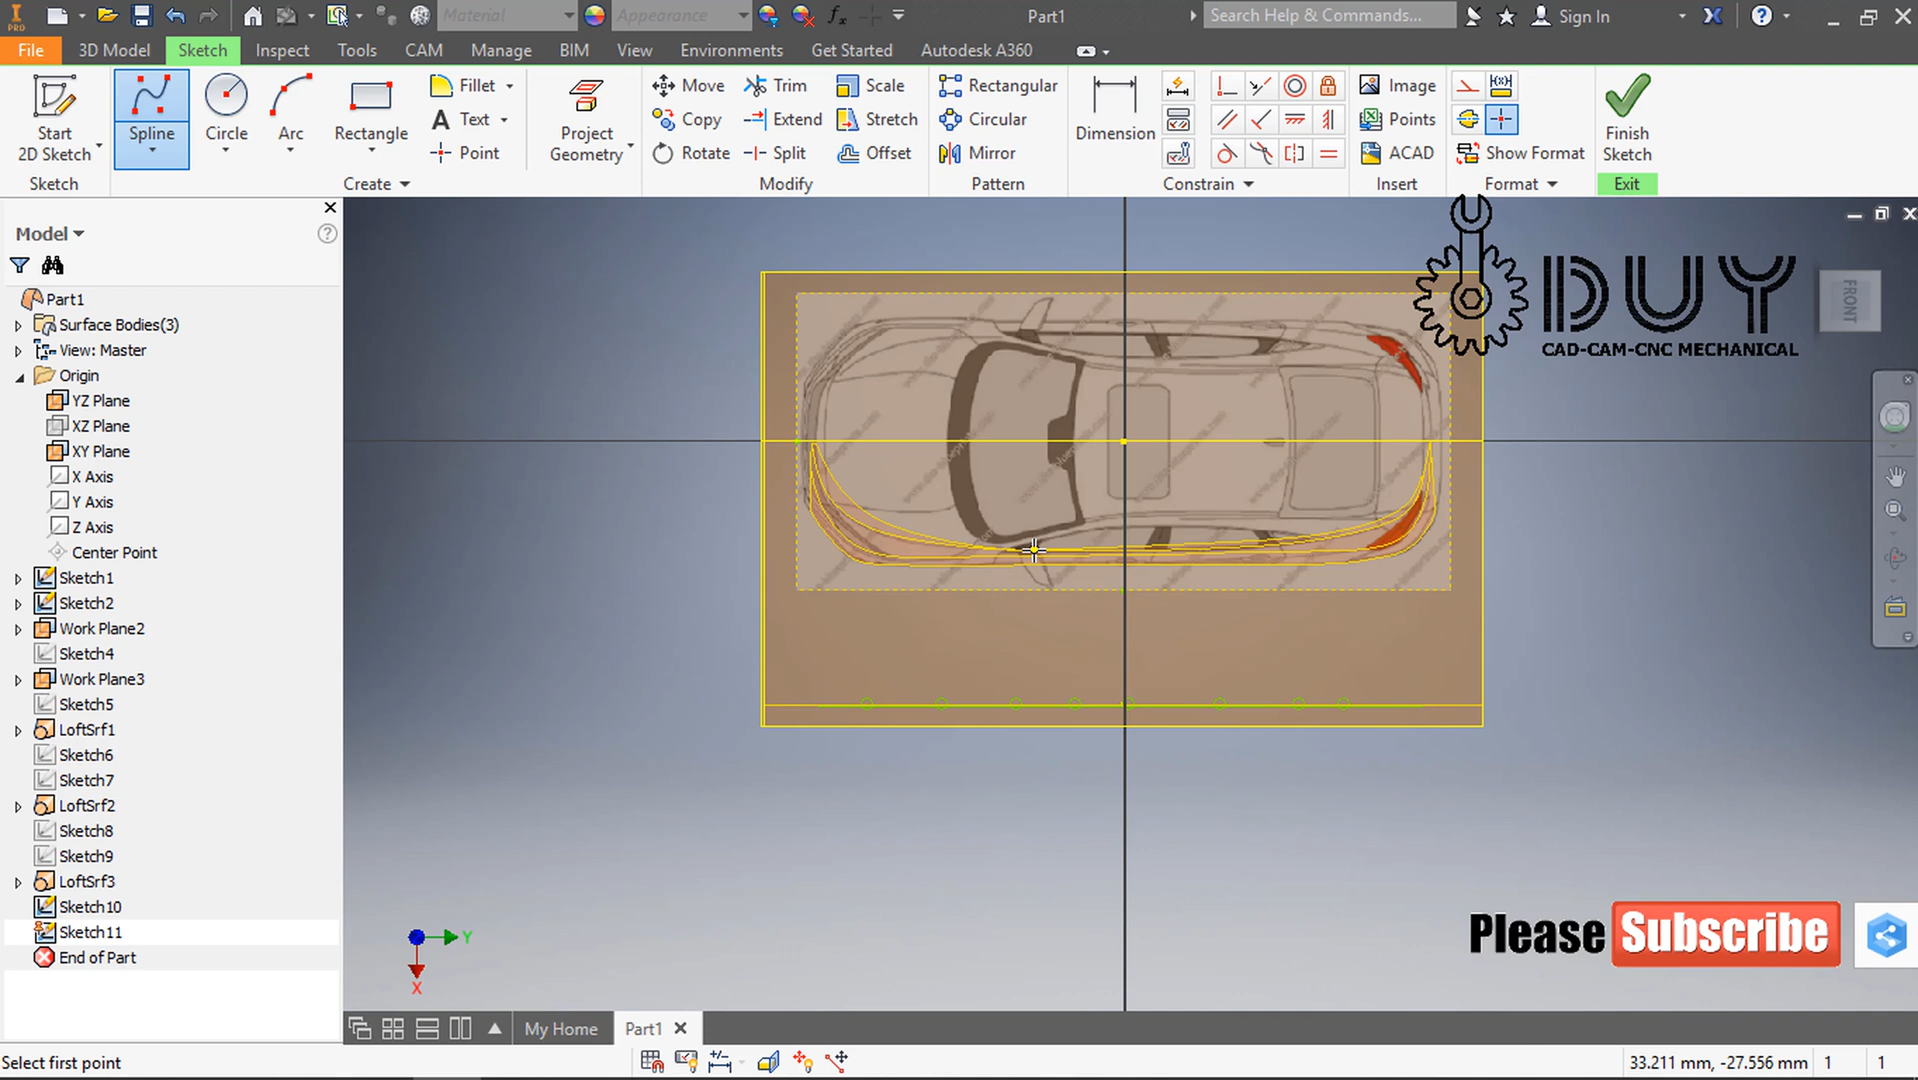 PRO
Material
Appearance
Part1
Search Help & Commands...
Sign In
File
3D Model
Sketch
Inspect
Tools
CAM
Manage
BIM
View
Environments
Get Started
Autodesk A360
Start
2D Sketch
Spline
Circle
Arc
Rectangle
Fillet
Text
Point
Project
Geometry
Move
Copy
Rotate
Trim
Extend
Split
Scale
Stretch
Offset
Rectangular
Circular
Mirror
Dimension
Image
Points
ACAD
Show Format
Finish
Sketch
Sketch
Create
Modify
Pattern
Constrain
Insert
Format
Exit
Model
Part1
Surface Bodies(3)
View: Master
Origin
YZ Plane
XZ Plane
XY Plane
X Axis
Y Axis
Z Axis
Center Point
Sketch1
Sketch2
Work Plane2
Sketch4
Work Plane3
Sketch5
LoftSrf1
Sketch6
Sketch7
LoftSrf2
Sketch8
Sketch9
LoftSrf3
Sketch10
Sketch11
End of Part
DUY
CAD-CAM-CNC MECHANICAL
FRONT
Y
X
Please Subscribe
My Home
Part1
Select first point
33.211 mm, -27.556 mm
1
1